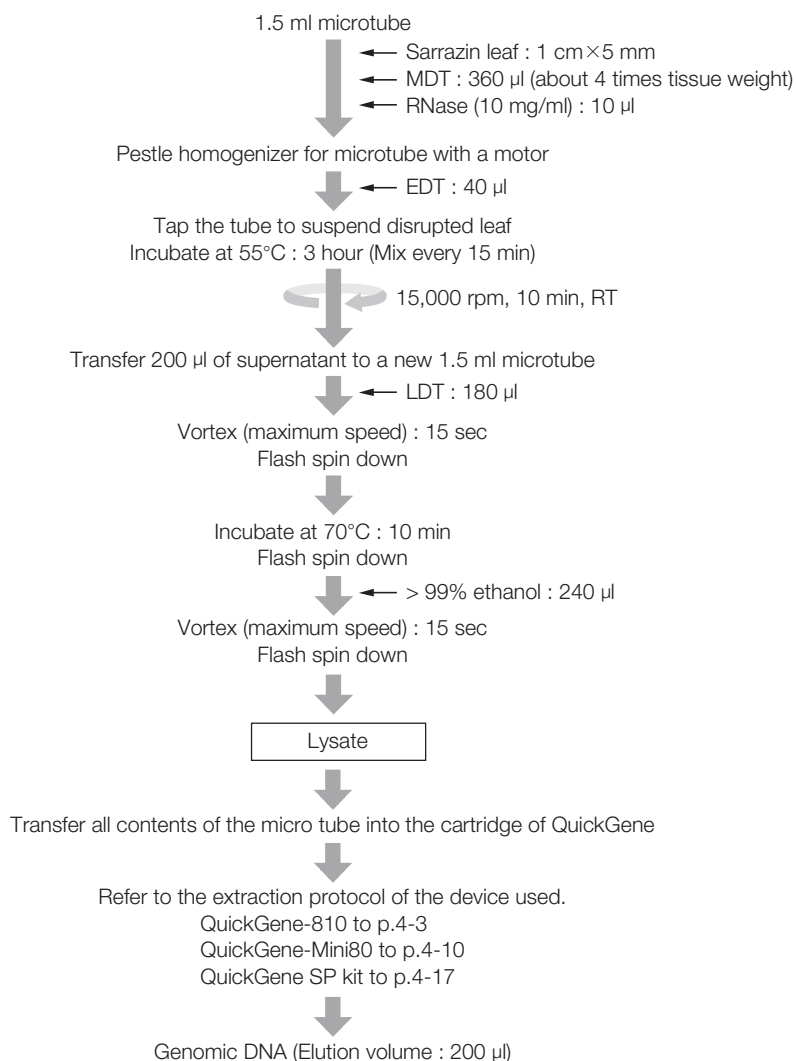 1.5 ml microtube
Sarrazin leaf : 1 cm×5 mm
MDT : 360 µl (about 4 times tissue weight)
RNase (10 mg/ml) : 10 µl
Pestle homogenizer for microtube with a motor
EDT : 40 µl
Tap the tube to suspend disrupted leaf
Incubate at 55°C : 3 hour (Mix every 15 min)
15,000 rpm, 10 min, RT
Transfer 200 µl of supernatant to a new 1.5 ml microtube
LDT : 180 µl
Vortex (maximum speed) : 15 sec
Flash spin down
Incubate at 70°C : 10 min
Flash spin down
> 99% ethanol : 240 µl
Vortex (maximum speed) : 15 sec
Flash spin down
Lysate
Transfer all contents of the micro tube into the cartridge of QuickGene
Refer to the extraction protocol of the device used.
QuickGene-810 to p.4-3
QuickGene-Mini80 to p.4-10
QuickGene SP kit to p.4-17
Genomic DNA (Elution volume : 200 µl)